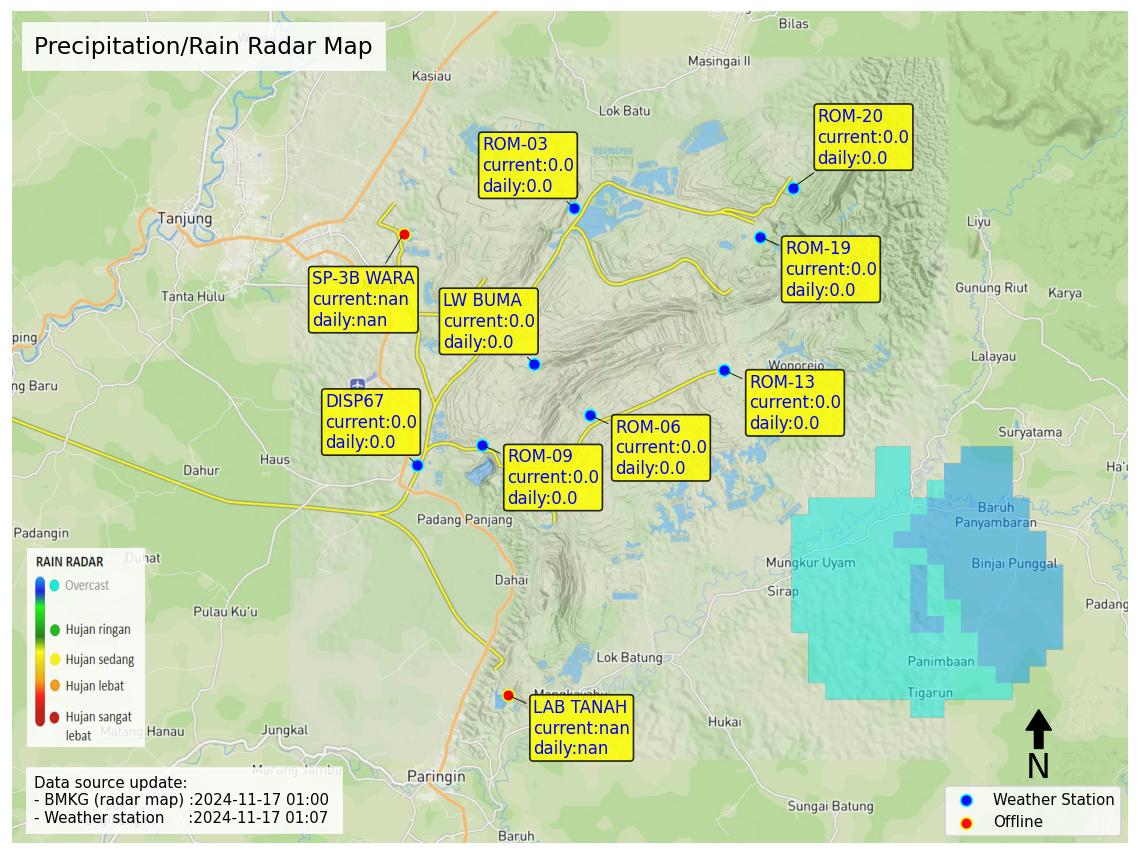 Precipitation/Rain Radar Map
Bilas
Masingai II
Kasiau
Lok Batu
ROM-20
current:0.0
daily:0.0
ROM-03
current:0.0
daily:0.0
Tanjung
Liyu
ROM-19
current:0.0
daily:0.0
SP-3B WARA
current:nan
daily:nan
Tanta Hulu
LW BUMA
current:0.0
daily:0.0
Gunung Riut
Karya
ping
Lalayau
ng Baru
Wonorejo
ROM-13
current:0.0
daily:0.0
DISP67
current:0.0
daily:0.0
ROM-06
current:0.0
daily:0.0
Suryatama
ROM-09
current:0.0
daily:0.0
Haus
Dahur
Ha'u
Padang Panjang
Baruh
Panyambaran
Padangin
Mungkur Uyam
Binjai Punggal
Dahai
Sirap
Padang
Pulau Ku'u
RAIN RADAR
Overcast
Hujan ringan
Hujan sedang
Hujan lebat
Hujan sangat
lebat
Lok Batung
Panimbaan
Tigarun
LAB TANAH
current:nan
daily:nan
Hukai
Hanau
Jungkal
Paringin
N
Data source update:
- BMKG (radar map) :2024-11-17 01:00
- Weather station :2024-11-17 01:07
Sungai Batung
Baruh
Weather Station
Offline